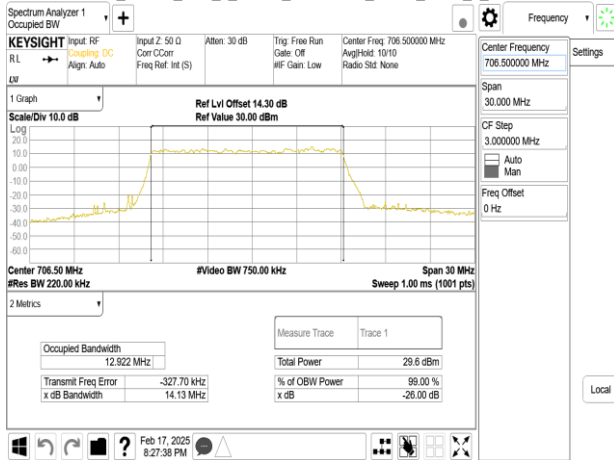 Spectrum Analyzer 1
Occupied BW
Frequency
KEYSIGHT
RL
Input: RF
Coupling: DC
Align: Auto
Input Z: 50 Ω
Corr CCorr
Freq Ref: Int (S)
Atten: 30 dB
Trig: Free Run
Gate: Off
#IF Gain: Low
Center Freq: 706.500000 MHz
Avg|Hold: 10/10
Radio Std: None
LXI
Center Frequency
706.500000 MHz
Settings
Span
30.000 MHz
CF Step
3.000000 MHz
Auto
Man
Freq Offset
0 Hz
Local
1 Graph
Scale/Div 10.0 dB
Ref Lvl Offset 14.30 dB
Ref Value 30.00 dBm
Log
20.0
10.0
0.00
-10.0
-20.0
-30.0
-40.0
-50.0
-60.0
Center 706.50 MHz
#Video BW 750.00 kHz
Span 30 MHz
#Res BW 220.00 kHz
Sweep 1.00 ms (1001 pts)
2 Metrics
Measure Trace
Trace 1
Occupied Bandwidth
12.922 MHz
Total Power
29.6 dBm
Transmit Freq Error
-327.70 kHz
% of OBW Power
99.00 %
x dB Bandwidth
14.13 MHz
x dB
-26.00 dB
?
Feb 17, 2025
8:27:38 PM